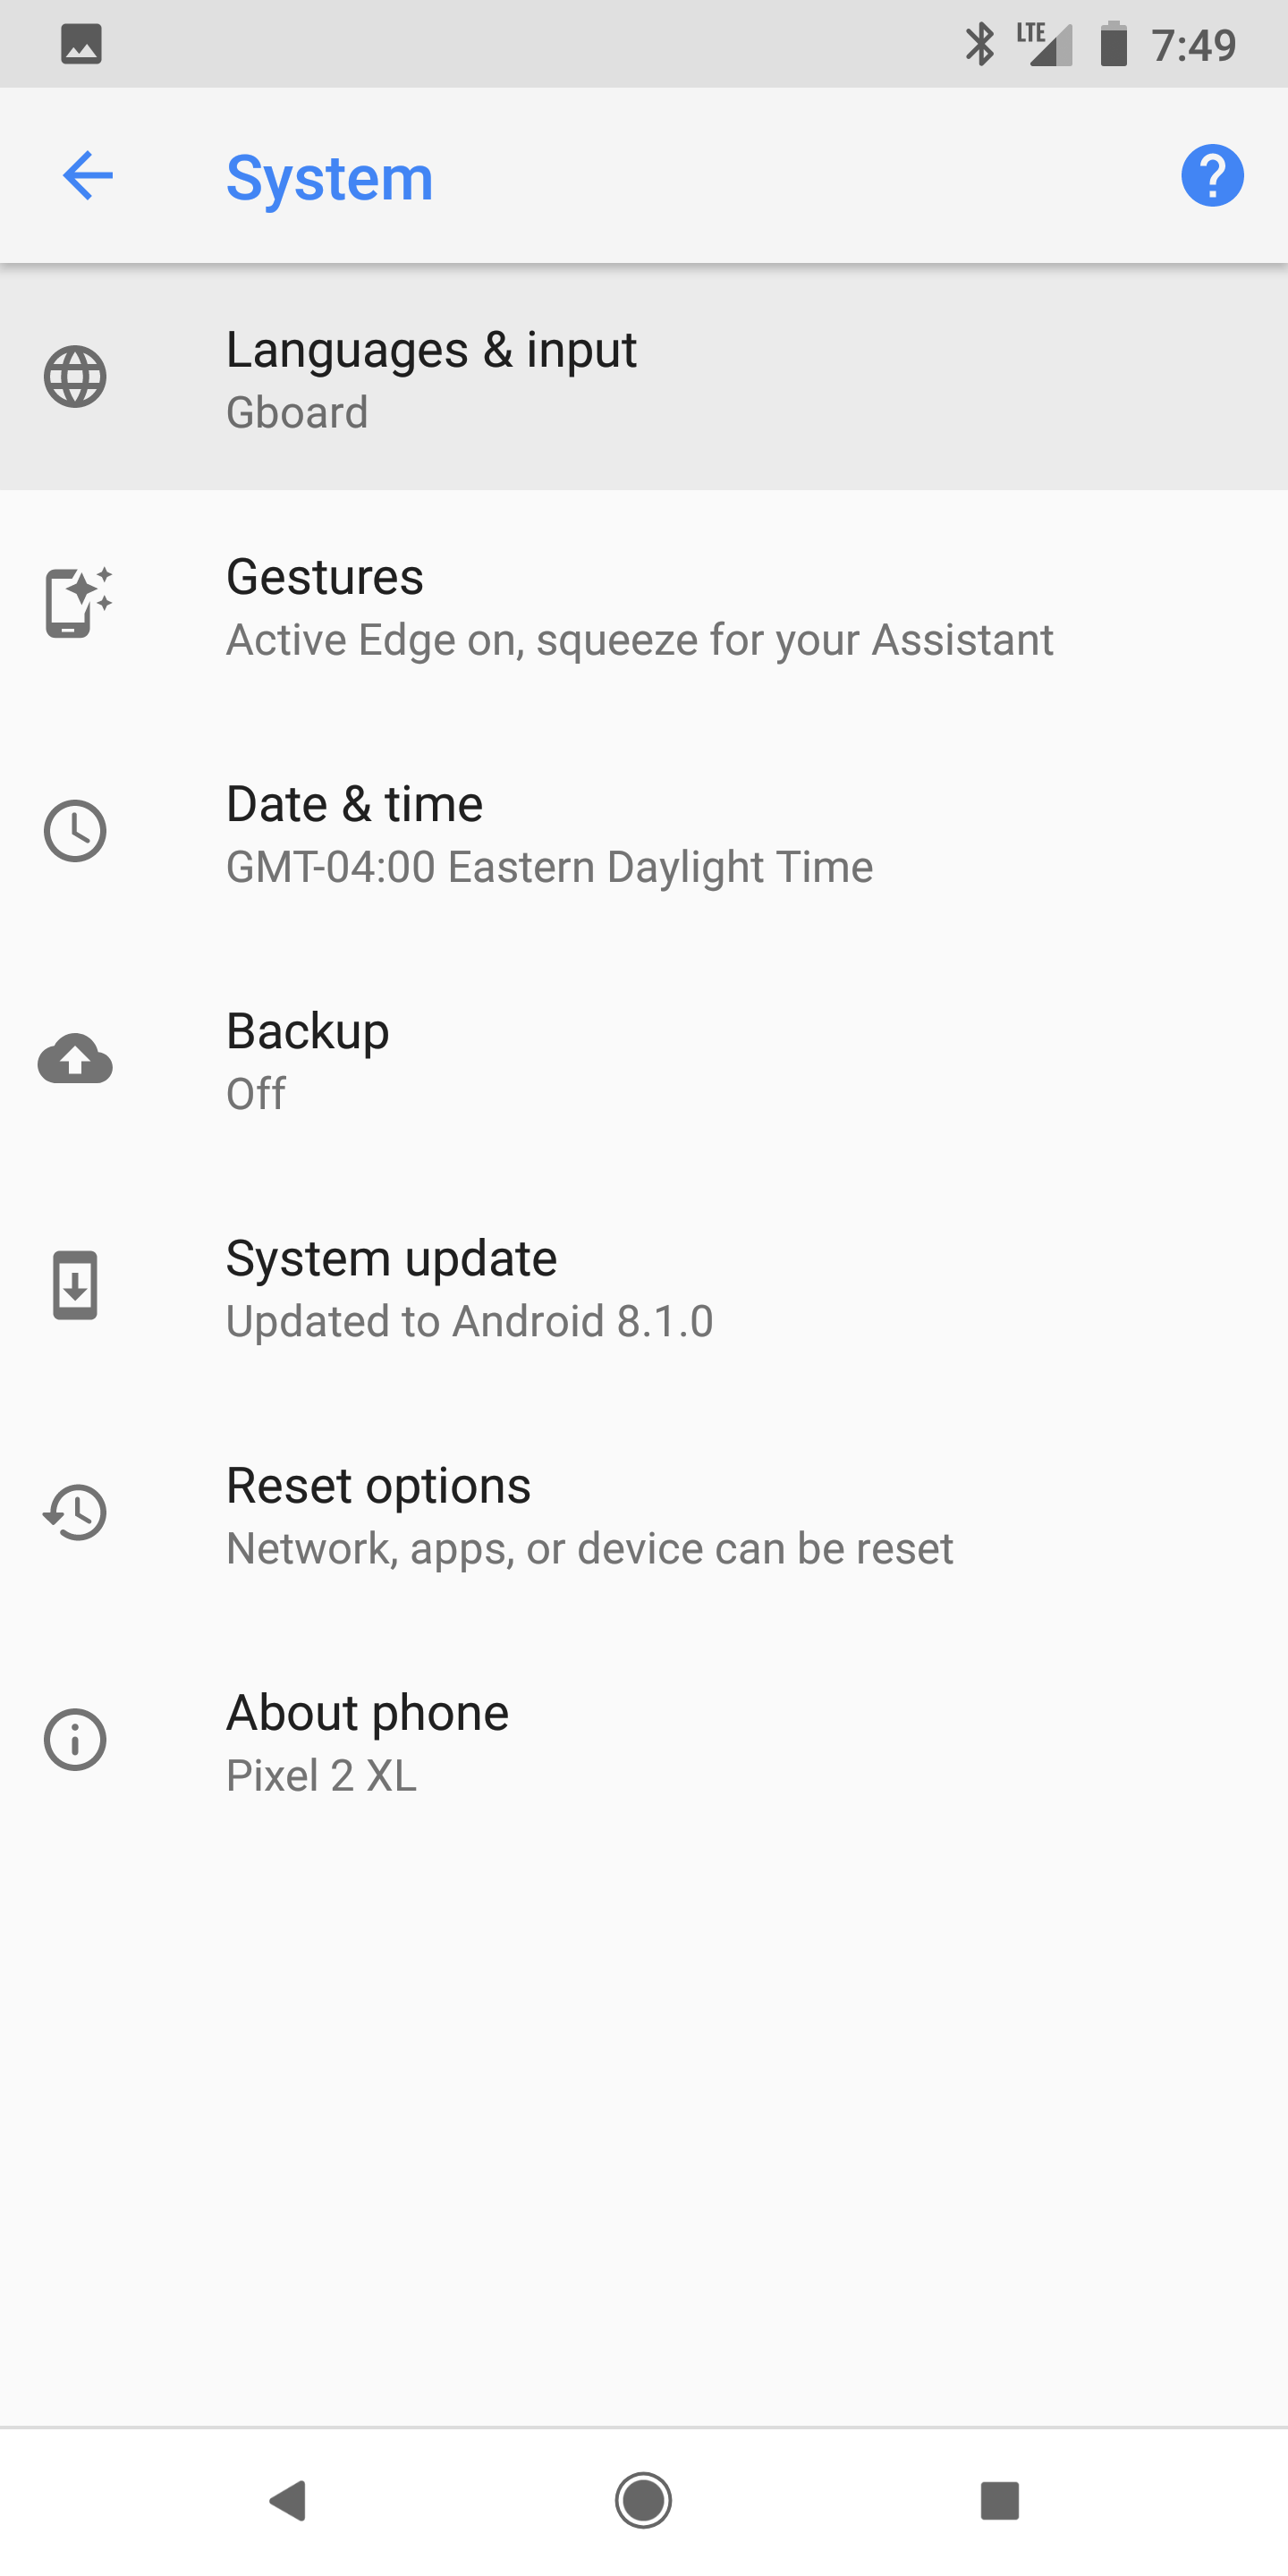 LTE 7:49
System
Languages & input
Gboard
Gestures
Active Edge on, squeeze for your Assistant
Date & time
GMT-04:00 Eastern Daylight Time
Backup
Off
System update
Updated to Android 8.1.0
Reset options
Network, apps, or device can be reset
About phone
Pixel 2 XL